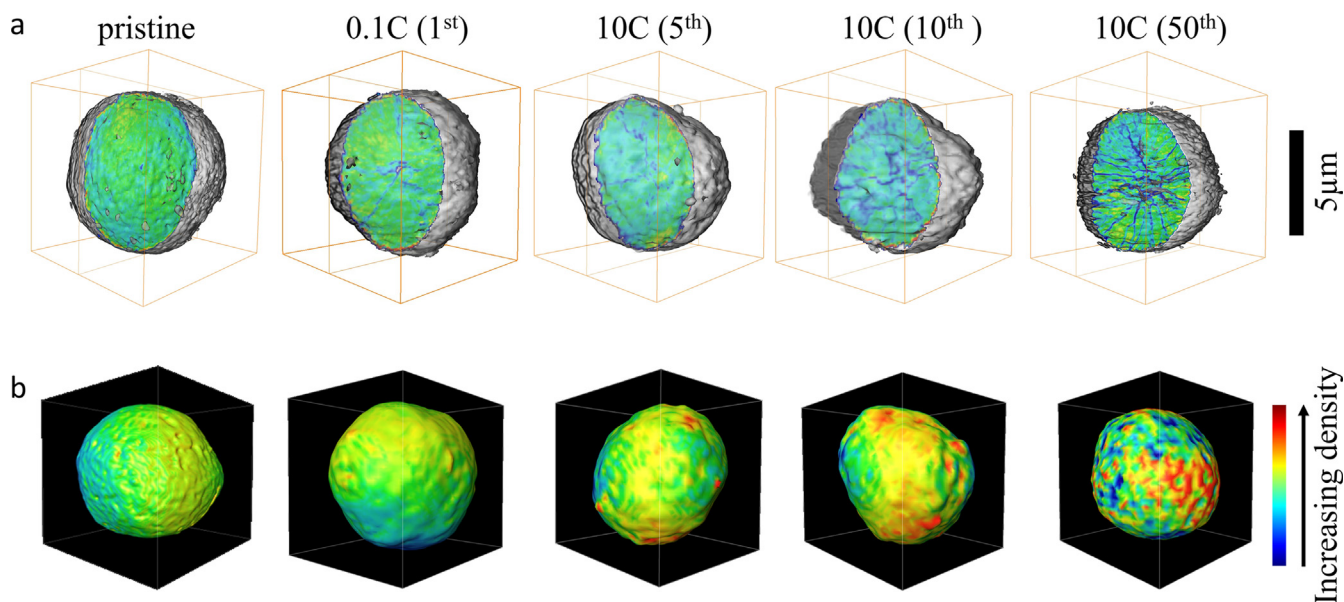 a
pristine
0.1C (1st)
10C (5th)
10C (10th )
10C (50th)
5μm
b
Increasing density